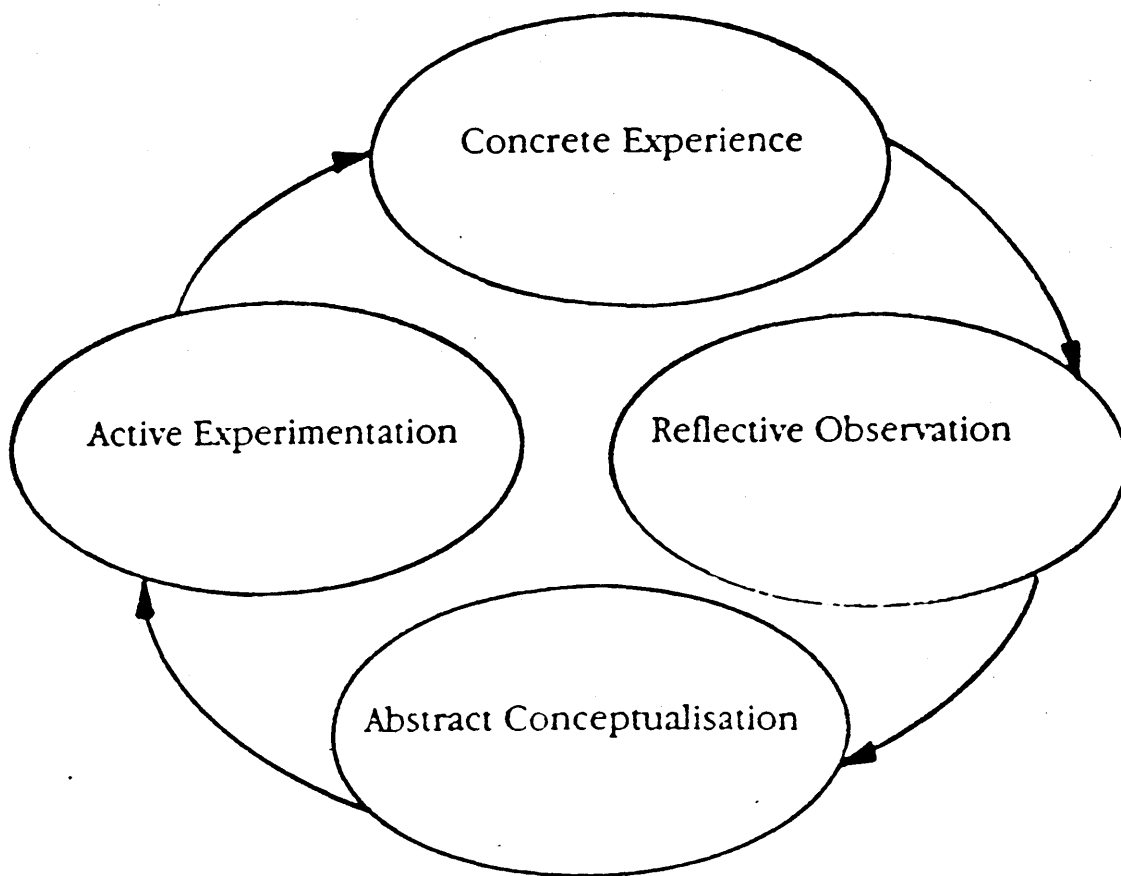 Concrete Experience
Active Experimentation
Reflective Observation
Abstract Conceptualisation